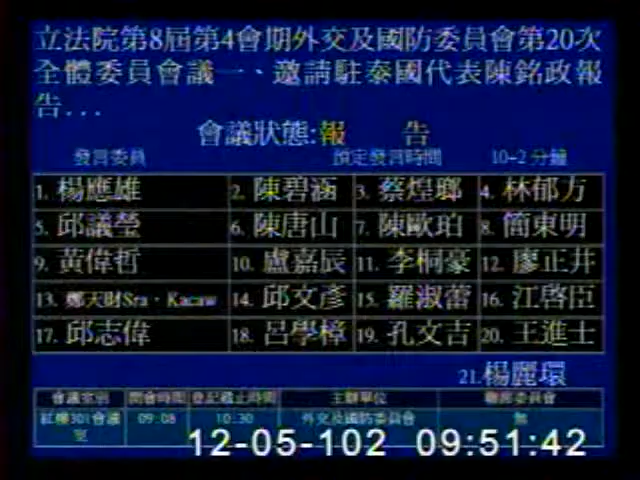 立法院第8屆第4會期外交及國防委員會第20次
全體委員會議一、邀請駐泰國代表陳銘政報
告...
會議狀態:報 告
發言委員 預定發言時間 10-2 分鐘
1. 楊應雄 2. 陳碧涵 3. 蔡煌瑯 4. 林郁方
5. 邱議瑩 6. 陳唐山 7. 陳歐珀 8. 簡東明
9. 黃偉哲 10. 盧嘉辰 11. 李桐豪 12. 廖正井
13. 鄭天財Sra·Kacaw 14. 邱文彥 15. 羅淑蕾 16. 江啓臣
17. 邱志偉 18. 呂學樟 19. 孔文吉 20. 王進士
21.楊麗環
會議室別 開會時間 登記截止時間 主辦單位 聯席委員會
紅樓301會議 09:08 10:30 外交及國防委員會 無
室
12-05-102 09:51:42